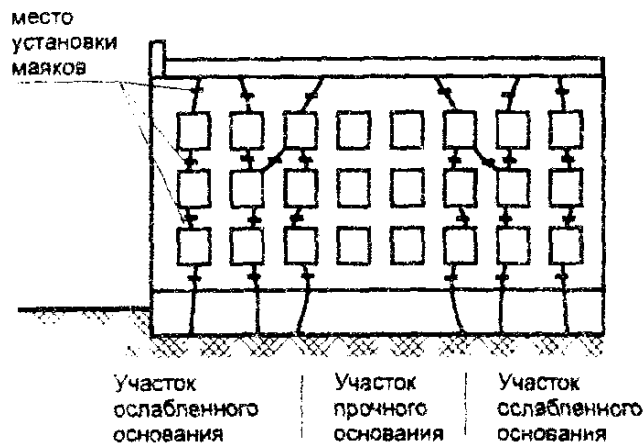 место
установки
маяков
Участок
ослабленного
основания
Участок
прочного
основания
Участок
ослабленного
основания